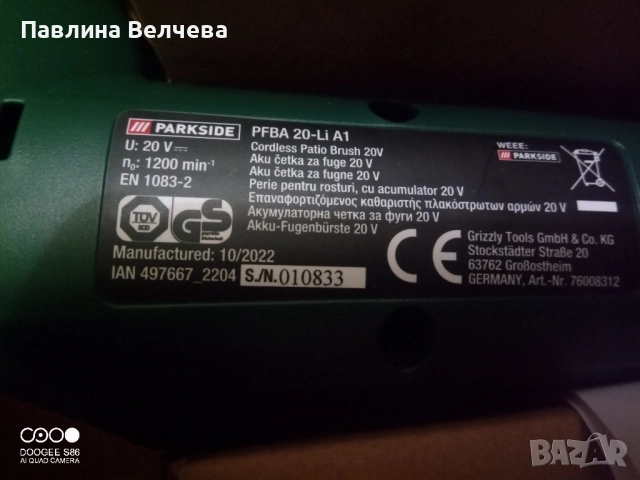 Павлина Велчева
PARKSIDE PFBA 20-Li A1
U: 20 V
n₀: 1200 min⁻¹
EN 1083-2
Cordless Patio Brush 20V
Aku četka za fuge 20 V
Aku četka za fugne 20 V
Perie pentru rosturi, cu acumulator 20 V
Επαναφορτιζόμενος καθαριστής πλακόστρωτων αρμών 20 V
Акумулаторна четка за фуги 20 V
Akku-Fugenbürste 20 V
WEEE:
PARKSIDE
TÜV
SÜD
GS
Manufactured: 10/2022
IAN 497667_2204 S./N. 010833
CE
Grizzly Tools GmbH & Co. KG
Stockstädter Straße 20
63762 Großostheim
GERMANY, Art.-Nr. 76008312
DOOGEE S86
AI QUAD CAMERA
BAZAR